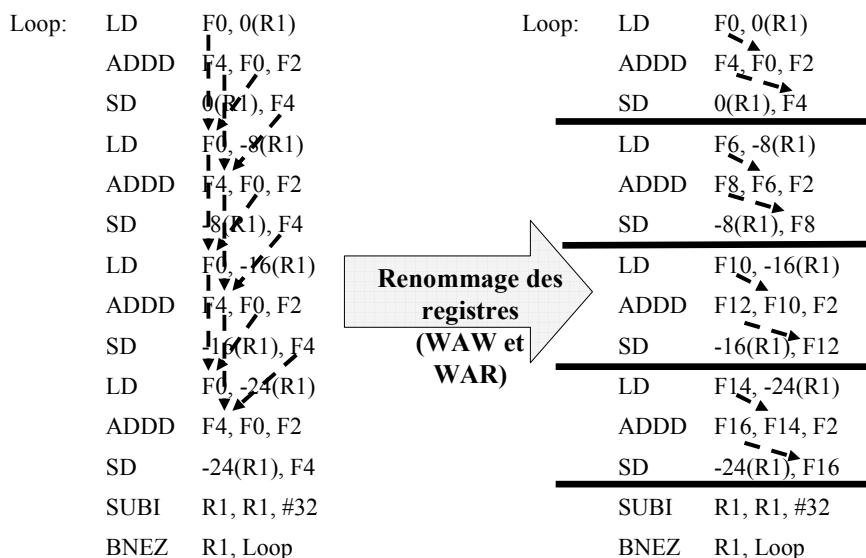 Loop: LD F0, 0(R1)
ADDD F4, F0, F2
SD 0(R1), F4
LD F0, -8(R1)
ADDD F4, F0, F2
SD -8(R1), F4
LD F0, -16(R1)
ADDD F4, F0, F2
SD -16(R1), F4
LD F0, -24(R1)
ADDD F4, F0, F2
SD -24(R1), F4
SUBI R1, R1, #32
BNEZ R1, Loop
Renommage des
registres
(WAW et
WAR)
Loop: LD F0, 0(R1)
ADDD F4, F0, F2
SD 0(R1), F4
LD F6, -8(R1)
ADDD F8, F6, F2
SD -8(R1), F8
LD F10, -16(R1)
ADDD F12, F10, F2
SD -16(R1), F12
LD F14, -24(R1)
ADDD F16, F14, F2
SD -24(R1), F16
SUBI R1, R1, #32
BNEZ R1, Loop